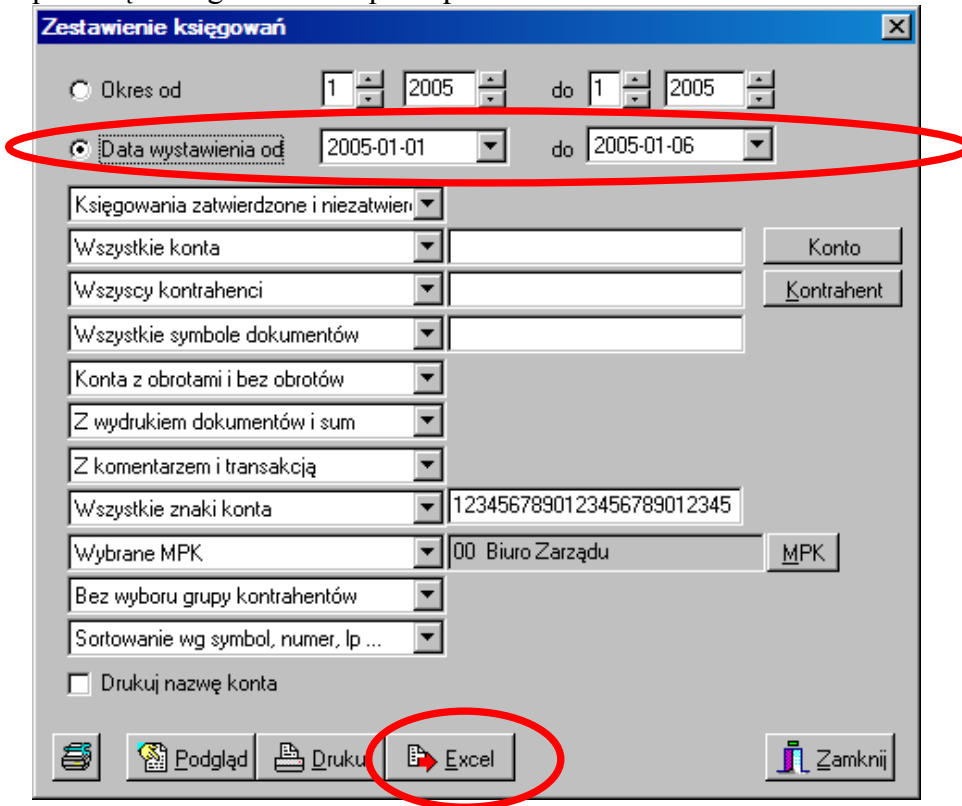 Zestawienie księgowań
Okres od 1 2005 do 1 2005
Data wystawienia od 2005-01-01 do 2005-01-06
Księgowania zatwierdzone i niezatwier
Wszystkie konta Konto
Wszyscy kontrahenci Kontrahent
Wszystkie symbole dokumentów
Konta z obrotami i bez obrotów
Z wydrukiem dokumentów i sum
Z komentarzem i transakcją
Wszystkie znaki konta 1234567890123456789012345
Wybrane MPK 00 Biuro Zarządu MPK
Bez wyboru grupy kontrahentów
Sortowanie wg symbol, numer, lp ...
Drukuj nazwę konta
Podgląd Druku Excel Zamknij